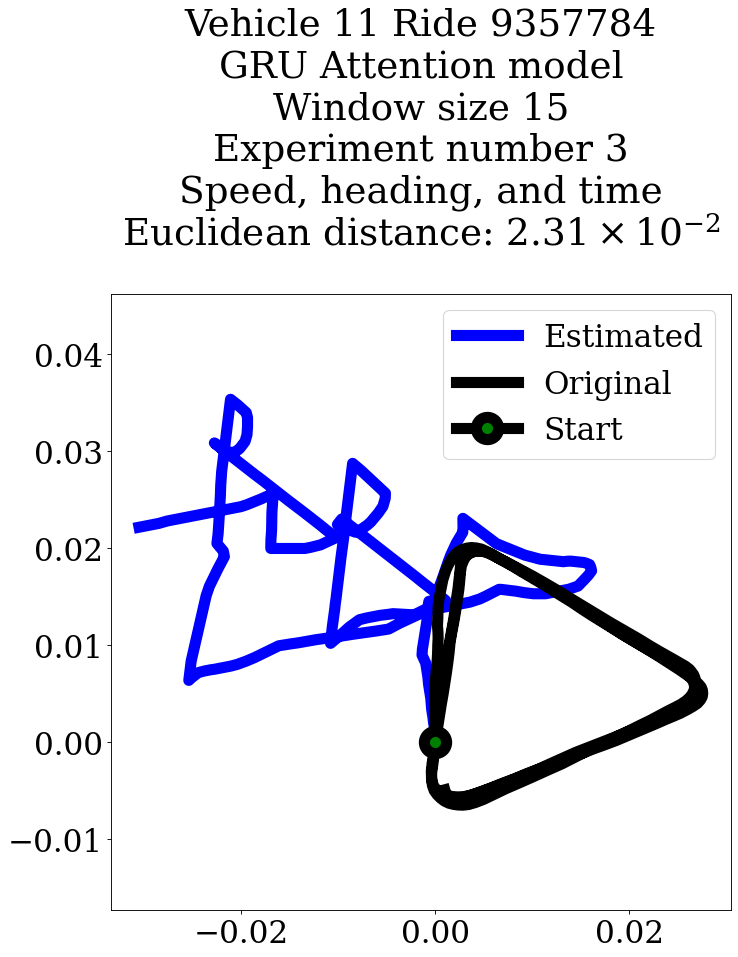 Vehicle 11 Ride 9357784
GRU Attention model
Window size 15
Experiment number 3
Speed, heading, and time
Euclidean distance: 2.31 × 10⁻²
Estimated
Original
Start
0.04
0.03
0.02
0.01
0.00
−0.01
−0.02 0.00 0.02